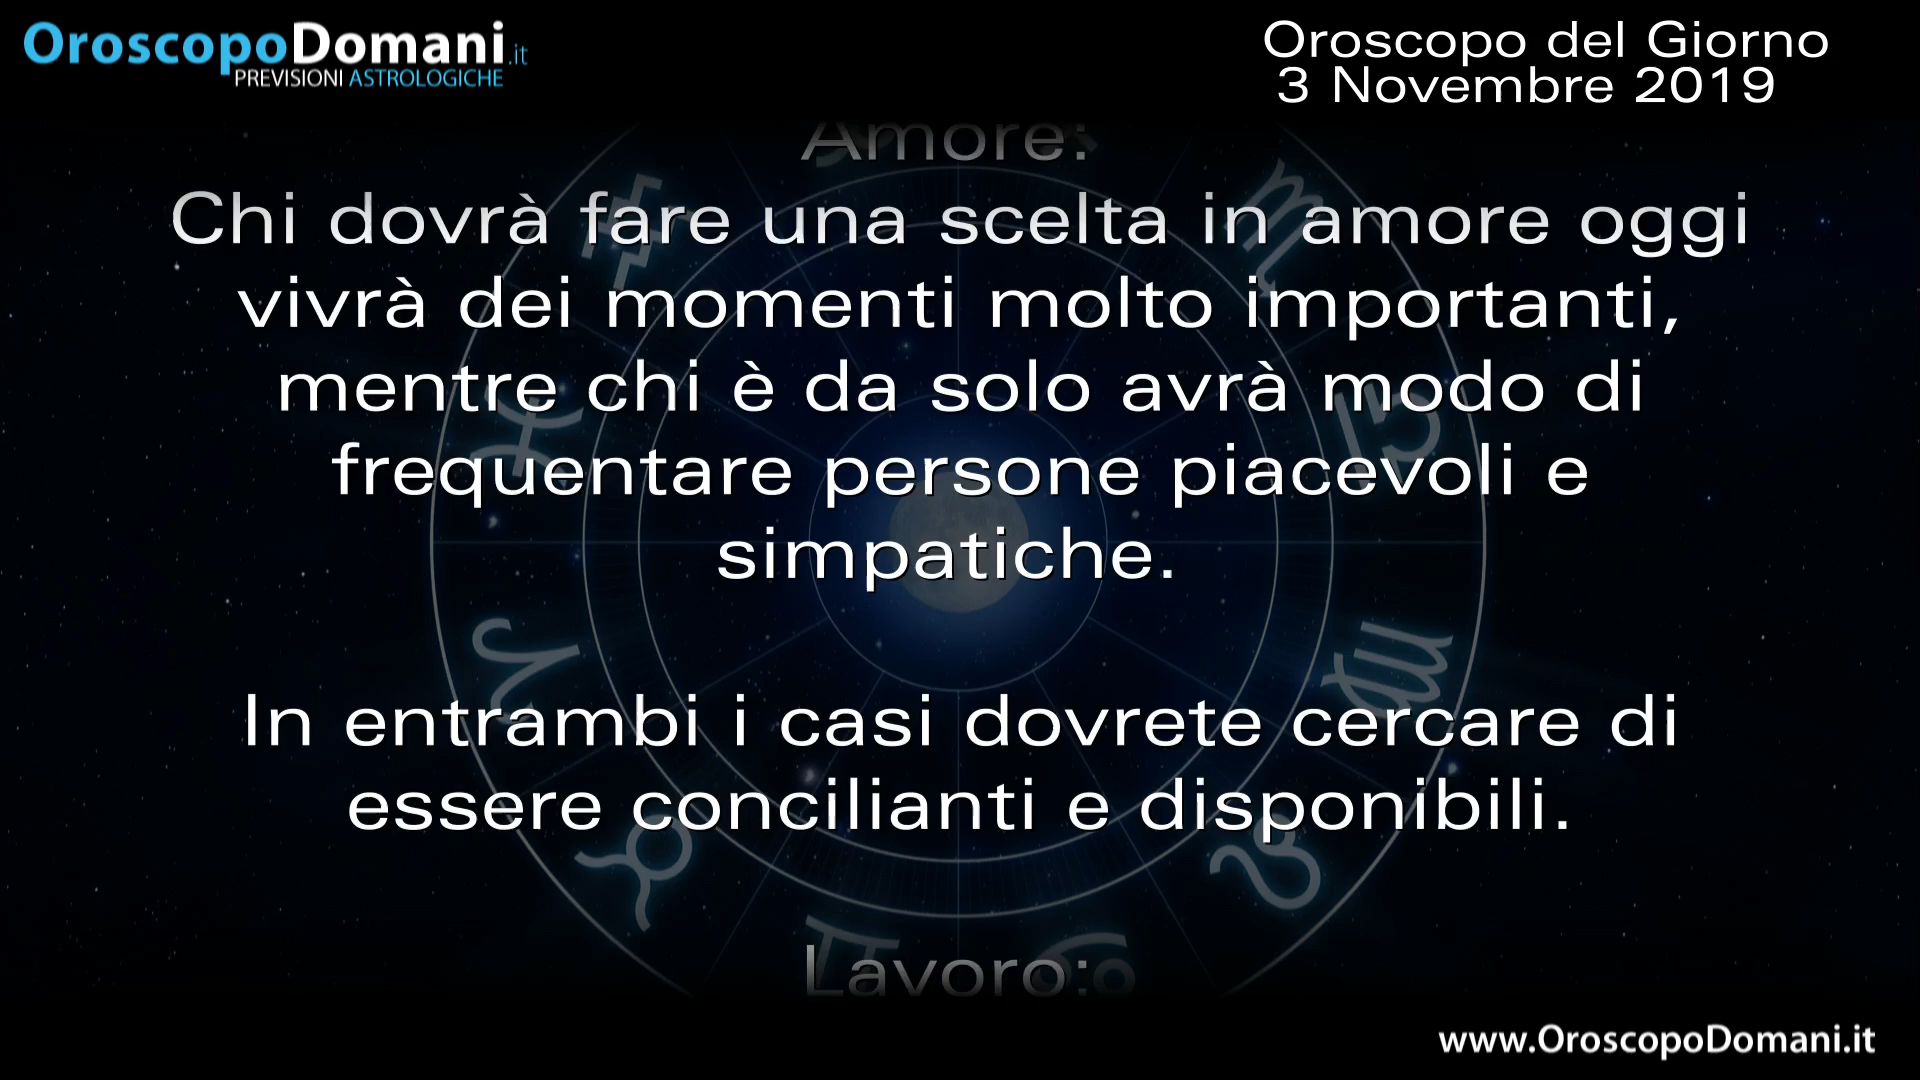 OroscopoDomani.it
PREVISIONI ASTROLOGICHE
Oroscopo del Giorno
3 Novembre 2019
Amore:
Chi dovrà fare una scelta in amore oggi
vivrà dei momenti molto importanti,
mentre chi è da solo avrà modo di
frequentare persone piacevoli e
simpatiche.
In entrambi i casi dovrete cercare di
essere concilianti e disponibili.
Lavoro:
www.OroscopoDomani.it